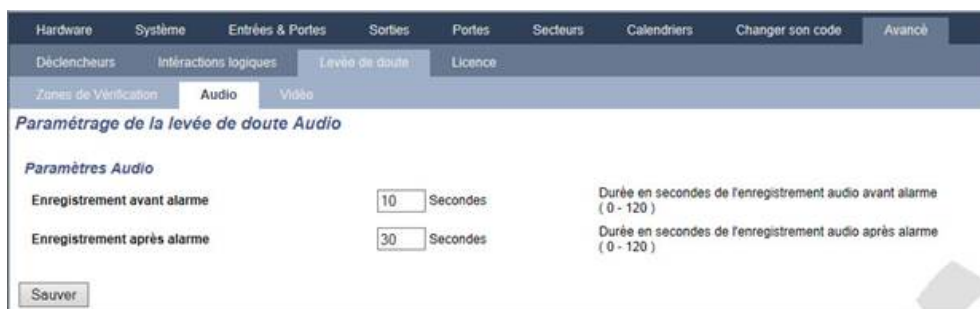 Hardware Système Entrées & Portes Sorties Portes Secteurs Calendriers Changer son code Avancé
Déclencheurs Intéractions logiques Levée de doute Licence
Zones de Vérification Audio Vidéo
Paramétrage de la levée de doute Audio
Paramètres Audio
Enregistrement avant alarme 10 Secondes Durée en secondes de l'enregistrement audio avant alarme
( 0 - 120 )
Enregistrement après alarme 30 Secondes Durée en secondes de l'enregistrement audio après alarme
( 0 - 120 )
Sauver